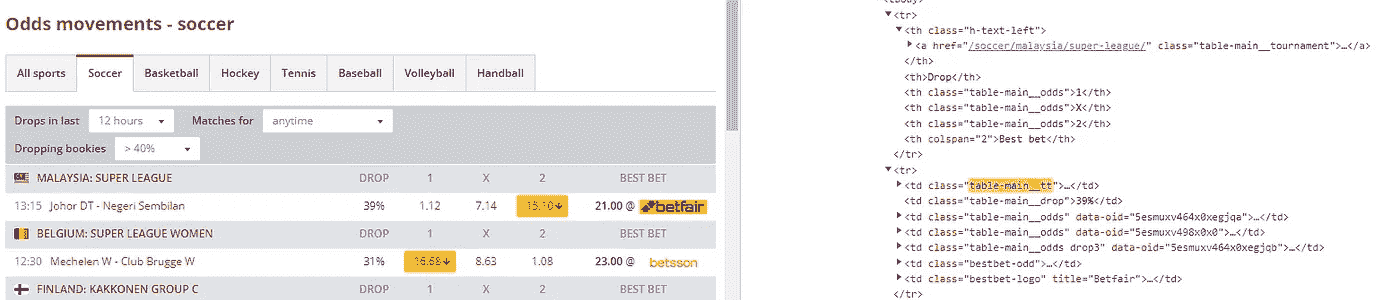 Odds movements - soccer
All sports Soccer Basketball Hockey Tennis Baseball Volleyball Handball
Drops in last 12 hours Matches for anytime
Dropping bookies > 40%
MALAYSIA: SUPER LEAGUE DROP 1 X 2 BEST BET
13:15 Johor DT - Negeri Sembilan 39% 1.12 7.14 15.10 21.00 @ betfair
BELGIUM: SUPER LEAGUE WOMEN DROP 1 X 2 BEST BET
12:30 Mechelen W - Club Brugge W 31% 16.68 8.63 1.08 23.00 @ betsson
FINLAND: KAKKONEN GROUP C DROP 1 X 2 BEST BET
<tr>
<th class="h-text-left">
<a href="/soccer/malaysia/super-league/" class="table-main__tournament">…</a>
</th>
<th>Drop</th>
<th class="table-main__odds">1</th>
<th class="table-main__odds">X</th>
<th class="table-main__odds">2</th>
<th colspan="2">Best bet</th>
</tr>
<tr>
<td class="table-main__tt">…</td>
<td class="table-main__drop">39%</td>
<td class="table-main__odds" data-oid="5esmuxv464x0xegjqa">…</td>
<td class="table-main__odds" data-oid="5esmuxv498x0x0">…</td>
<td class="table-main__odds drop3" data-oid="5esmuxv464x0xegjqb">…</td>
<td class="bestbet-odd">…</td>
<td class="bestbet-logo" title="Betfair">…</td>
</tr>